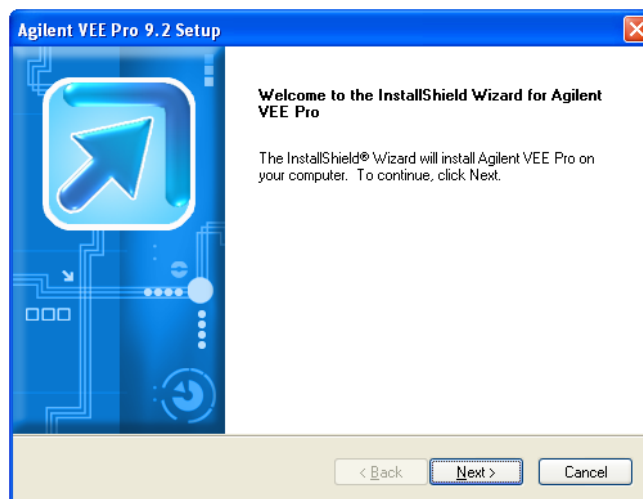 Agilent VEE Pro 9.2 Setup
Welcome to the InstallShield Wizard for Agilent
VEE Pro
The InstallShield® Wizard will install Agilent VEE Pro on
your computer. To continue, click Next.
< Back
Next >
Cancel